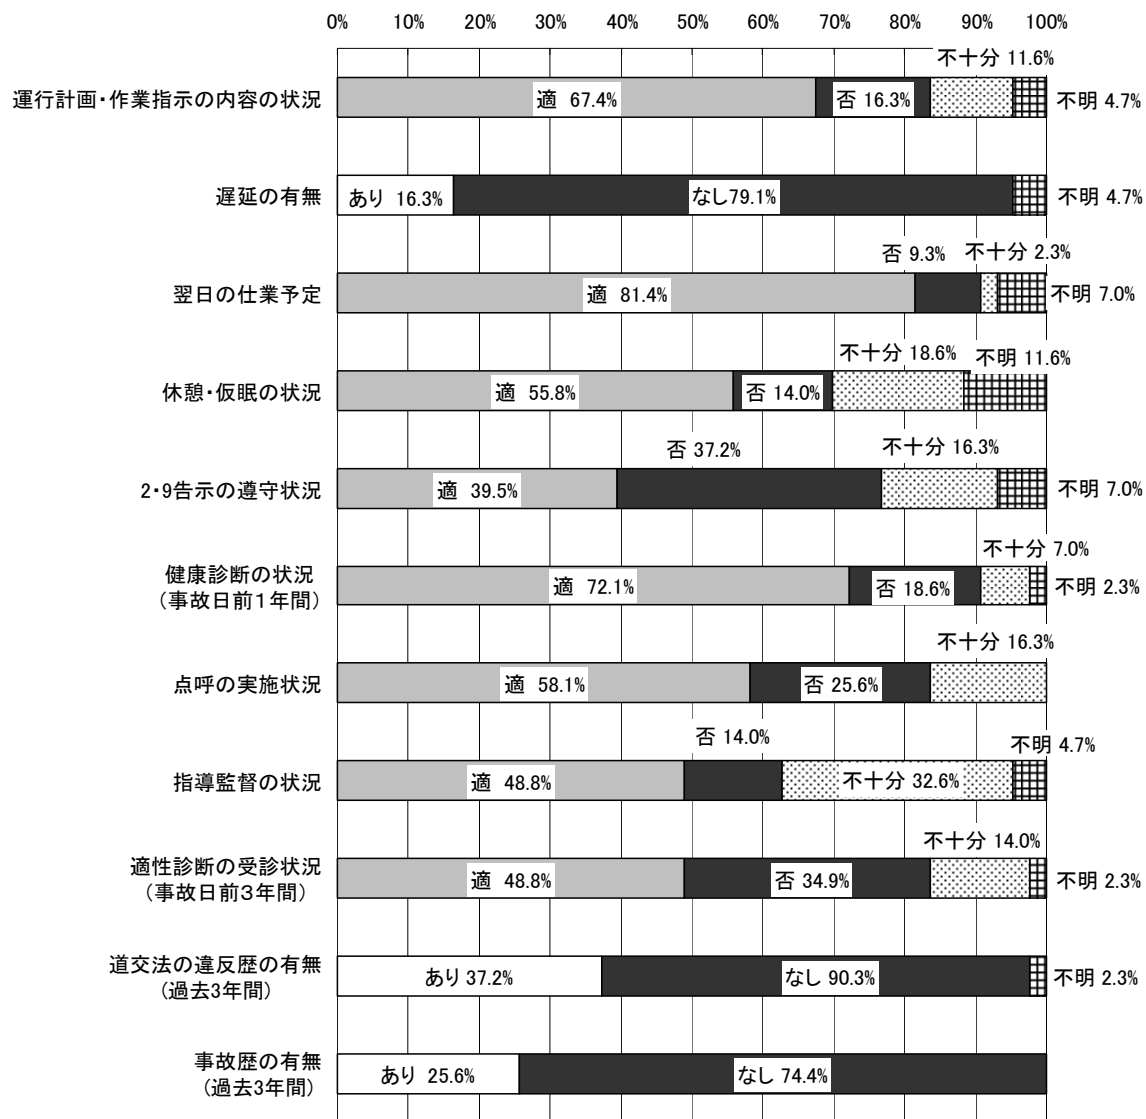 0% 10% 20% 30% 40% 50% 60% 70% 80% 90% 100%
不十分 11.6%
運行計画・作業指示の内容の状況 適 67.4% 否 16.3% 不明 4.7%
遅延の有無 あり 16.3% なし79.1% 不明 4.7%
否 9.3% 不十分 2.3%
翌日の仕業予定 適 81.4% 不明 7.0%
不十分 18.6% 不明 11.6%
休憩・仮眠の状況 適 55.8% 否 14.0%
否 37.2% 不十分 16.3%
2・9告示の遵守状況 適 39.5% 不明 7.0%
不十分 7.0%
健康診断の状況
（事故日前１年間） 適 72.1% 否 18.6% 不明 2.3%
不十分 16.3%
点呼の実施状況 適 58.1% 否 25.6%
否 14.0% 不明 4.7%
指導監督の状況 適 48.8% 不十分 32.6%
不十分 14.0%
適性診断の受診状況
（事故日前３年間） 適 48.8% 否 34.9% 不明 2.3%
道交法の違反歴の有無
(過去3年間) あり 37.2% なし 90.3% 不明 2.3%
事故歴の有無
(過去3年間) あり 25.6% なし 74.4%